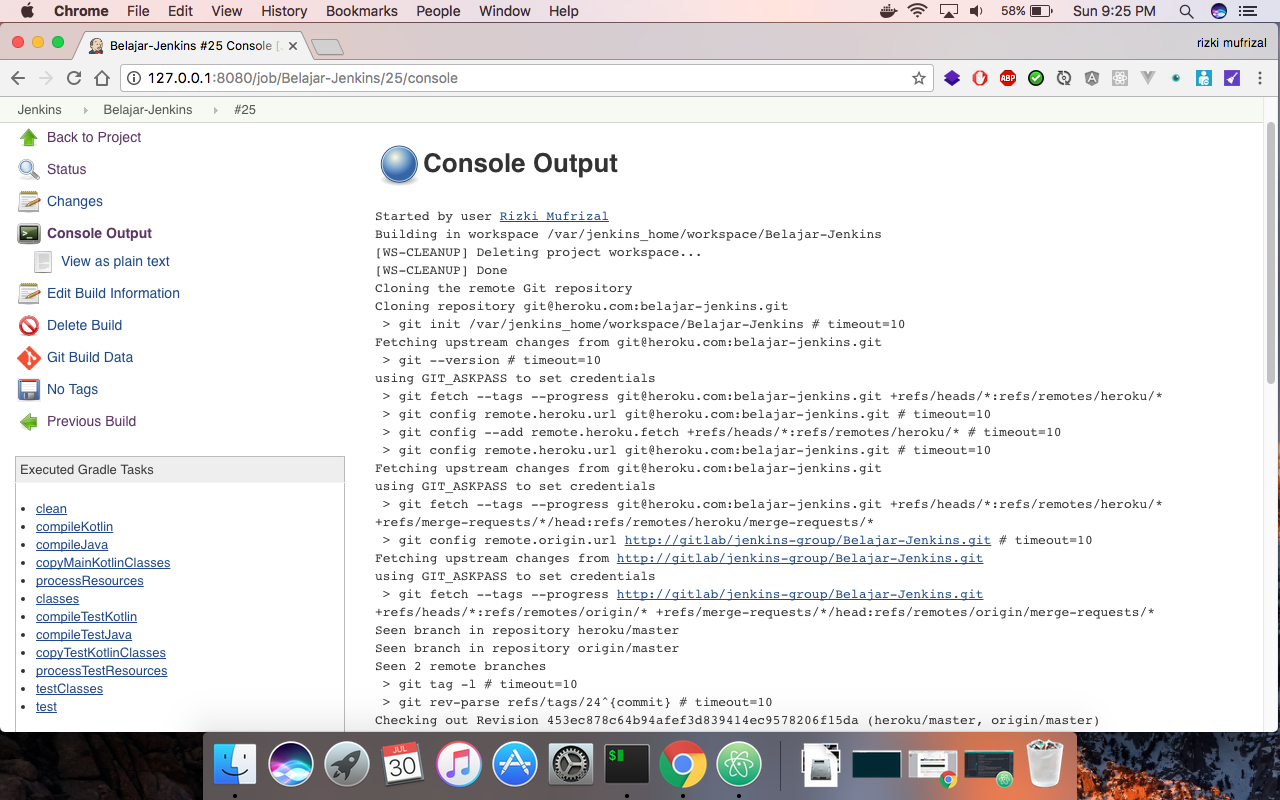 Chrome File Edit View History Bookmarks People Window Help 58% Sun 9:25 PM
Belajar-Jenkins #25 Console [ rizki mufrizal
127.0.0.1:8080/job/Belajar-Jenkins/25/console ABP
Jenkins Belajar-Jenkins #25
Back to Project
Status
Changes
Console Output
View as plain text
Edit Build Information
Delete Build
Git Build Data
No Tags
Previous Build
Executed Gradle Tasks
clean
compileKotlin
compileJava
copyMainKotlinClasses
processResources
classes
compileTestKotlin
compileTestJava
copyTestKotlinClasses
processTestResources
testClasses
test
Console Output
Started by user Rizki Mufrizal
Building in workspace /var/jenkins_home/workspace/Belajar-Jenkins
[WS-CLEANUP] Deleting project workspace...
[WS-CLEANUP] Done
Cloning the remote Git repository
Cloning repository git@heroku.com:belajar-jenkins.git
> git init /var/jenkins_home/workspace/Belajar-Jenkins # timeout=10
Fetching upstream changes from git@heroku.com:belajar-jenkins.git
> git --version # timeout=10
using GIT_ASKPASS to set credentials
> git fetch --tags --progress git@heroku.com:belajar-jenkins.git +refs/heads/*:refs/remotes/heroku/*
> git config remote.heroku.url git@heroku.com:belajar-jenkins.git # timeout=10
> git config --add remote.heroku.fetch +refs/heads/*:refs/remotes/heroku/* # timeout=10
> git config remote.heroku.url git@heroku.com:belajar-jenkins.git # timeout=10
Fetching upstream changes from git@heroku.com:belajar-jenkins.git
using GIT_ASKPASS to set credentials
> git fetch --tags --progress git@heroku.com:belajar-jenkins.git +refs/heads/*:refs/remotes/heroku/*
+refs/merge-requests/*/head:refs/remotes/heroku/merge-requests/*
> git config remote.origin.url http://gitlab/jenkins-group/Belajar-Jenkins.git # timeout=10
Fetching upstream changes from http://gitlab/jenkins-group/Belajar-Jenkins.git
using GIT_ASKPASS to set credentials
> git fetch --tags --progress http://gitlab/jenkins-group/Belajar-Jenkins.git
+refs/heads/*:refs/remotes/origin/* +refs/merge-requests/*/head:refs/remotes/origin/merge-requests/*
Seen branch in repository heroku/master
Seen branch in repository origin/master
Seen 2 remote branches
> git tag -l # timeout=10
> git rev-parse refs/tags/24^{commit} # timeout=10
Checking out Revision 453ec878c64b94afef3d839414ec9578206f15da (heroku/master, origin/master)
JUL
30
$